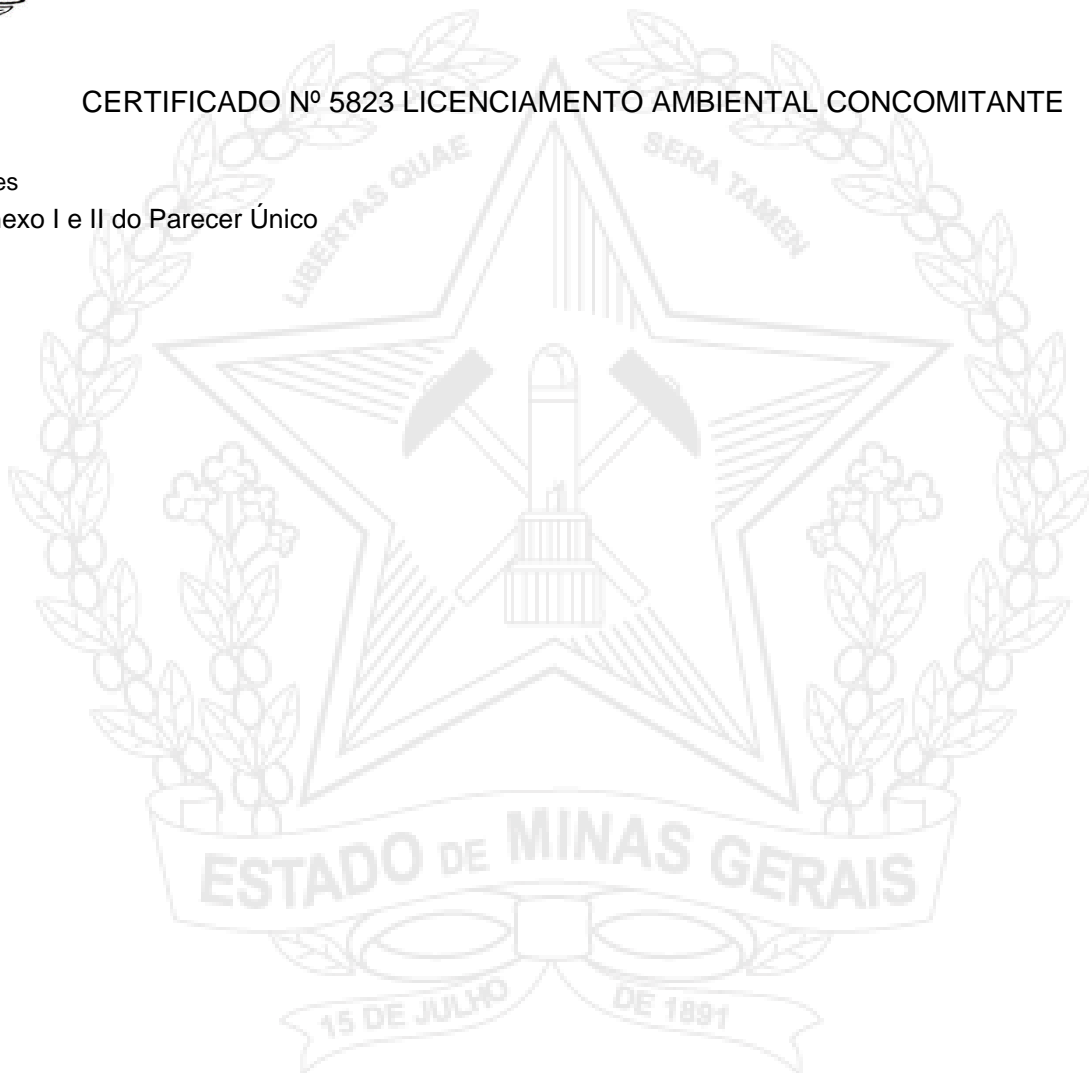 CERTIFICADO Nº 5823 LICENCIAMENTO AMBIENTAL CONCOMITANTE
es
exo I e II do Parecer Único
LIBERTAS QUAE SERA TAMEN
ESTADO DE MINAS GERAIS
15 DE JULHO DE 1891